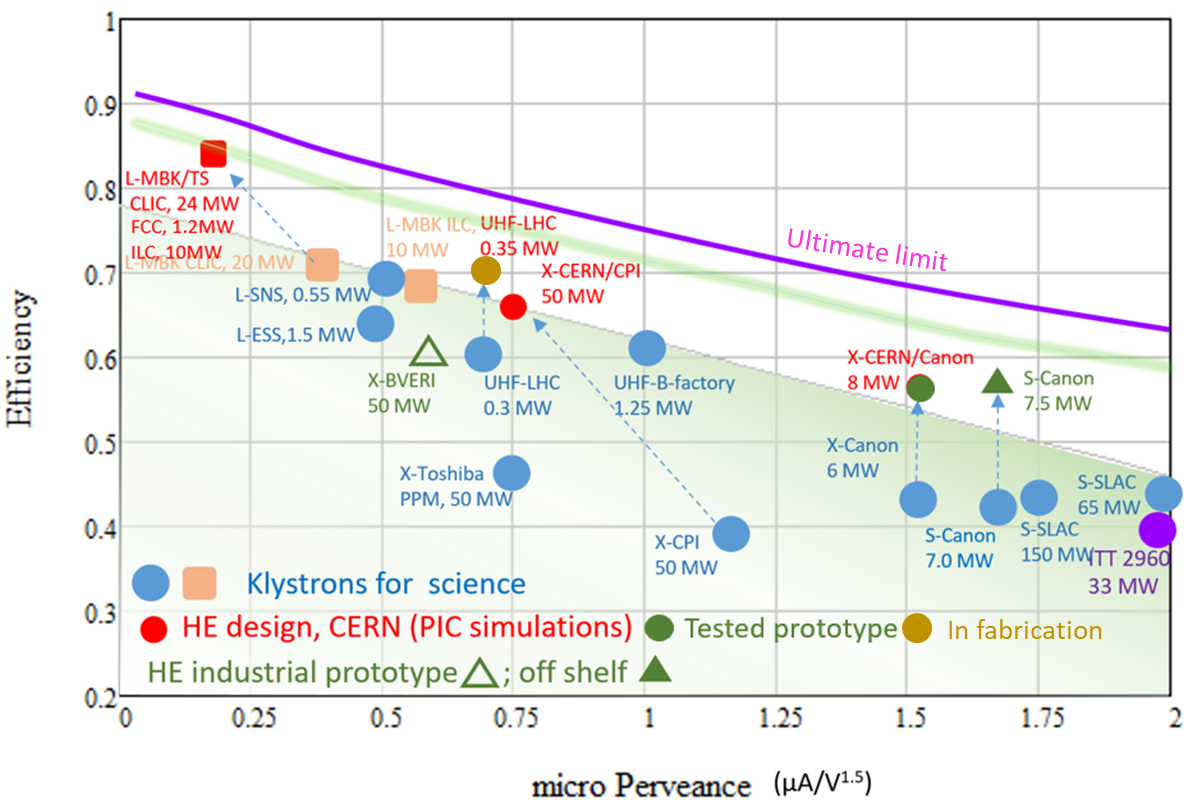 1
0.9
0.8
0.7
0.6
0.5
0.4
0.3
0.2
Efficiency
Ultimate limit
L-MBK/TS
CLIC, 24 MW
FCC, 1.2MW
ILC, 10MW
L-MBK CLIC, 20 MW
L-MBK ILC,
10 MW
UHF-LHC
0.35 MW
X-CERN/CPI
50 MW
L-SNS, 0.55 MW
L-ESS,1.5 MW
X-BVERI
50 MW
UHF-LHC
0.3 MW
UHF-B-factory
1.25 MW
X-CERN/Canon
8 MW
S-Canon
7.5 MW
X-Toshiba
PPM, 50 MW
X-Canon
6 MW
X-CPI
50 MW
S-Canon
7.0 MW
S-SLAC
150 MW
S-SLAC
65 MW
ITT 2960
33 MW
Klystrons for science
HE design, CERN (PIC simulations)
Tested prototype
In fabrication
HE industrial prototype ; off shelf
0 0.25 0.5 0.75 1 1.25 1.5 1.75 2
micro Perveance (μA/V1.5)